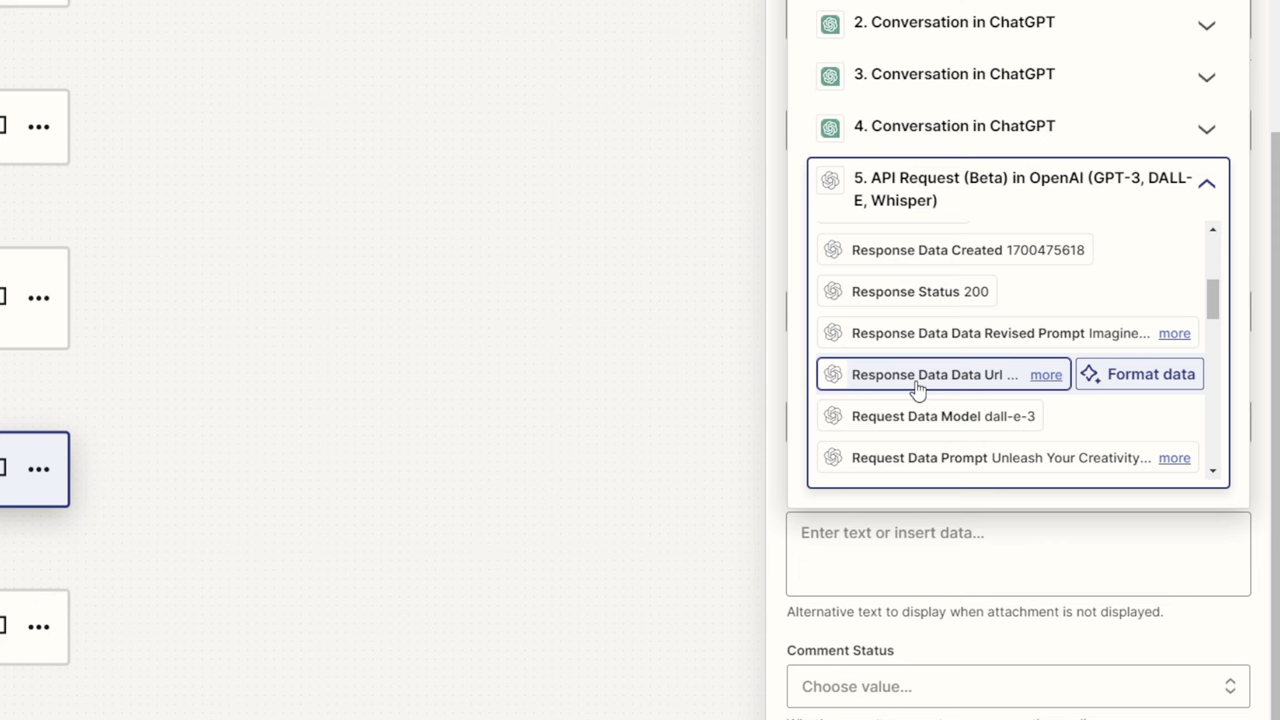 2. Conversation in ChatGPT
3. Conversation in ChatGPT
4. Conversation in ChatGPT
5. API Request (Beta) in OpenAI (GPT-3, DALL-
E, Whisper)
Response Data Created 1700475618
Response Status 200
Response Data Data Revised Prompt Imagine... more
Response Data Data Url ... more Format data
Request Data Model dall-e-3
Request Data Prompt Unleash Your Creativity... more
Enter text or insert data...
Alternative text to display when attachment is not displayed.
Comment Status
Choose value...